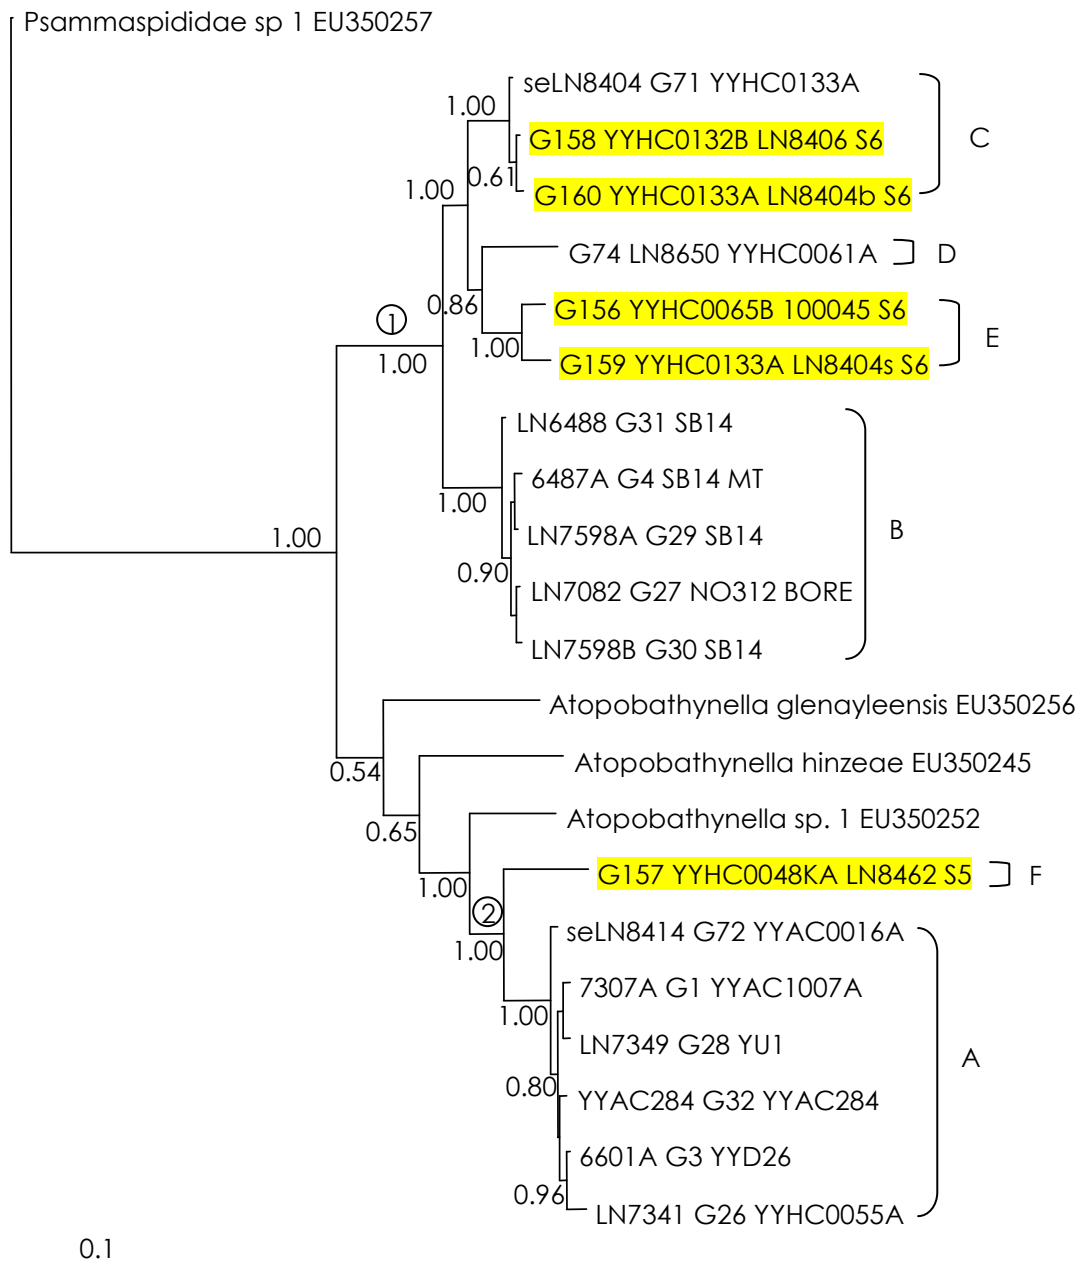 Psammaspididae sp 1 EU350257
seLN8404 G71 YYHC0133A
1.00
G158 YYHC0132B LN8406 S6
C
0.61
1.00
G160 YYHC0133A LN8404b S6
G74 LN8650 YYHC0061A
D
0.86
G156 YYHC0065B 100045 S6
1
E
1.00
1.00
G159 YYHC0133A LN8404s S6
LN6488 G31 SB14
6487A G4 SB14 MT
1.00
B
1.00
LN7598A G29 SB14
0.90
LN7082 G27 NO312 BORE
LN7598B G30 SB14
Atopobathynella glenayleensis EU350256
0.54
Atopobathynella hinzeae EU350245
0.65
Atopobathynella sp. 1 EU350252
1.00
G157 YYHC0048KA LN8462 S5
F
2
seLN8414 G72 YYAC0016A
1.00
7307A G1 YYAC1007A
1.00
LN7349 G28 YU1
A
0.80
YYAC284 G32 YYAC284
6601A G3 YYD26
0.96
LN7341 G26 YYHC0055A
0.1